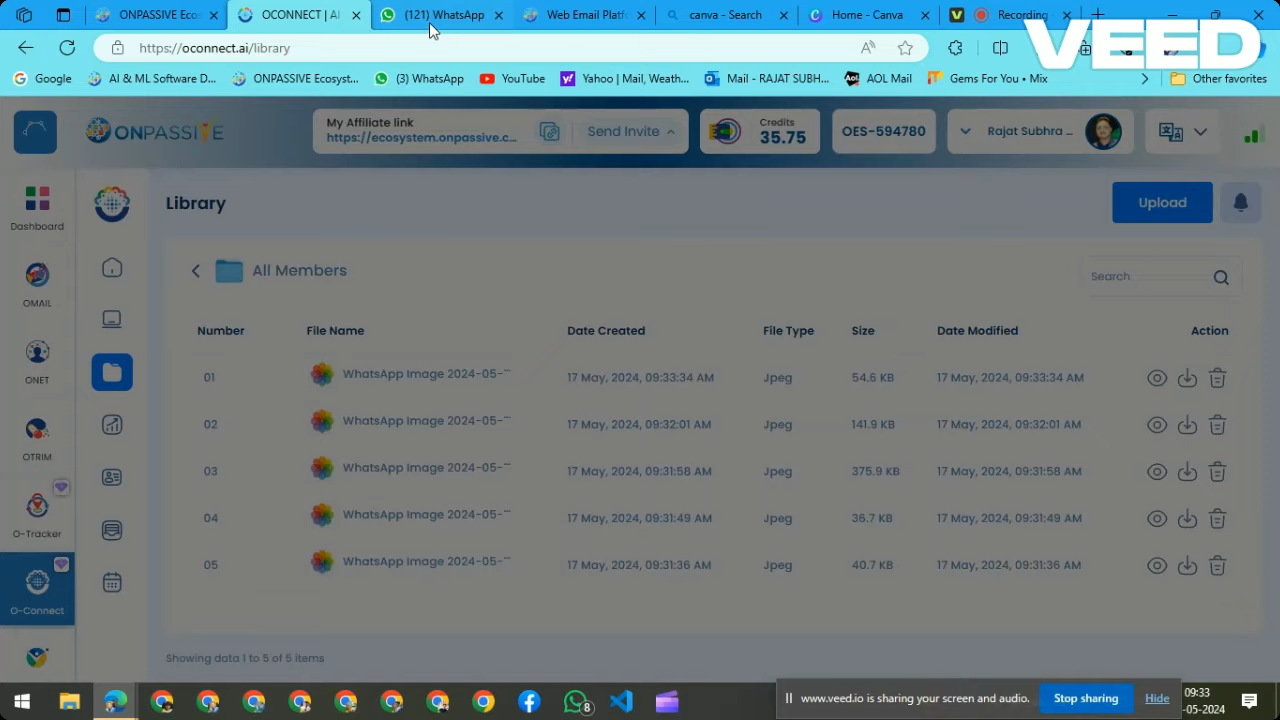 ONPASSIVE Ecos
OCONNECT | AI
(121) WhatsApp
Web Email Platf
canva - Search
Home - Canva
Recording
https://oconnect.ai/library
VEED
Google
AI & ML Software D...
ONPASSIVE Ecosyst...
(3) WhatsApp
YouTube
Yahoo | Mail, Weath...
Mail - RAJAT SUBH...
AOL Mail
Gems For You • Mix
Other favorites
ONPASSIVE
My Affiliate link
https://ecosystem.onpassive.c...
Send Invite
Credits
35.75
OES-594780
Rajat Subhra ...
Dashboard
OMAIL
ONET
OTRIM
O-Tracker
O-Connect
Library
Upload
All Members
Search
Number File Name Date Created File Type Size Date Modified Action
01 WhatsApp Image 2024-05-... 17 May, 2024, 09:33:34 AM Jpeg 54.6 KB 17 May, 2024, 09:33:34 AM
02 WhatsApp Image 2024-05-... 17 May, 2024, 09:32:01 AM Jpeg 141.9 KB 17 May, 2024, 09:32:01 AM
03 WhatsApp Image 2024-05-... 17 May, 2024, 09:31:58 AM Jpeg 375.9 KB 17 May, 2024, 09:31:58 AM
04 WhatsApp Image 2024-05-... 17 May, 2024, 09:31:49 AM Jpeg 36.7 KB 17 May, 2024, 09:31:49 AM
05 WhatsApp Image 2024-05-... 17 May, 2024, 09:31:36 AM Jpeg 40.7 KB 17 May, 2024, 09:31:36 AM
Showing data 1 to 5 of 5 items
8
www.veed.io is sharing your screen and audio.
Stop sharing
Hide
09:33
-05-2024